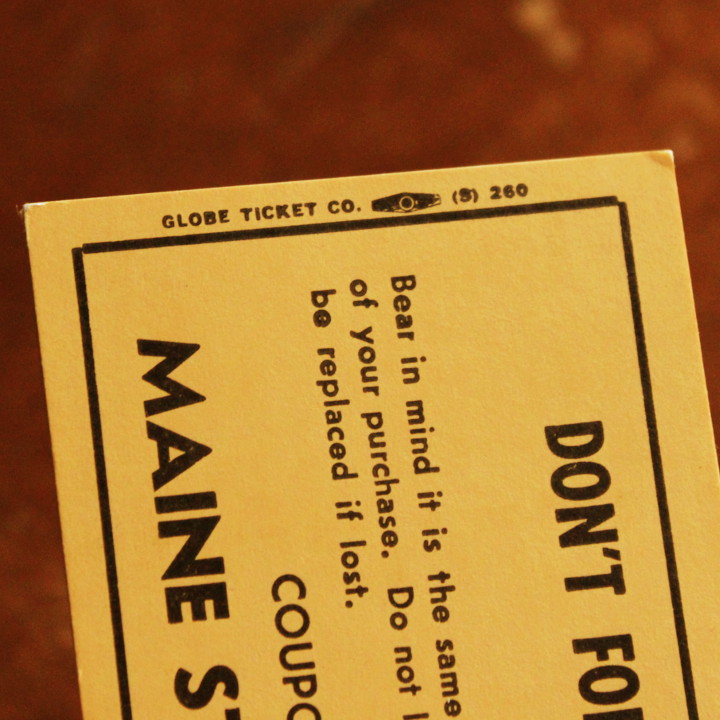 GLOBE TICKET CO. (S) 260
DON'T FO
Bear in mind it is the same
of your purchase. Do not l
be replaced if lost.
COUPO
MAINE S